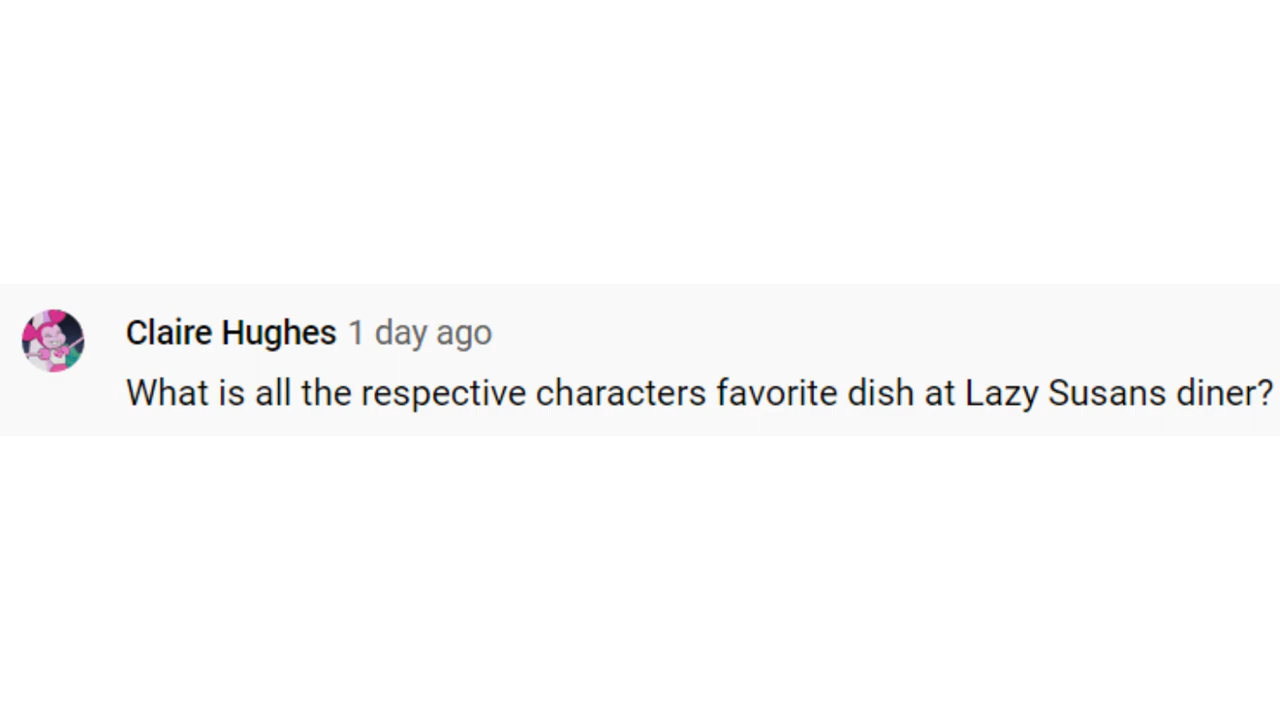 Claire Hughes 1 day ago
What is all the respective characters favorite dish at Lazy Susans diner?